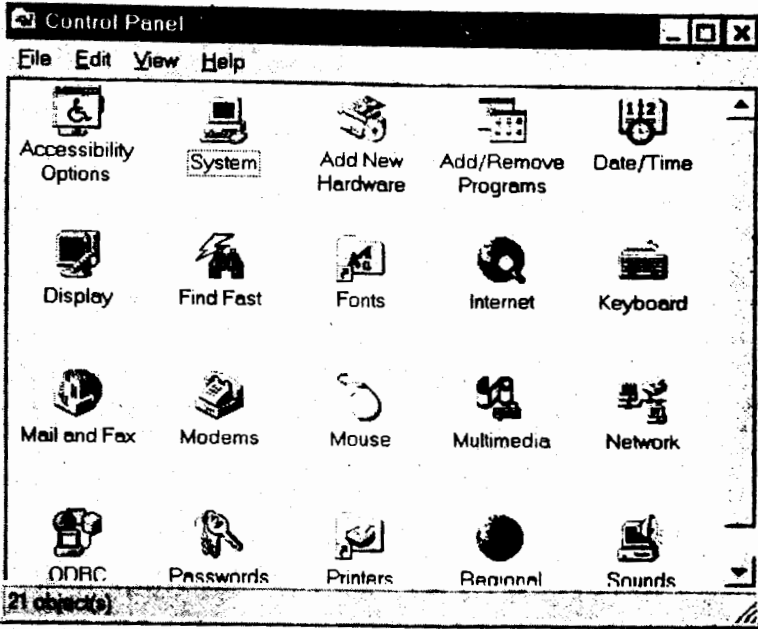 Control Panel
File Edit View Help
Accessibility Options
System
Add New Hardware
Add/Remove Programs
Date/Time
Display
Find Fast
Fonts
Internet
Keyboard
Mail and Fax
Modems
Mouse
Multimedia
Network
ODBC
Passwords
Printers
Regional
Sounds
21 object(s)